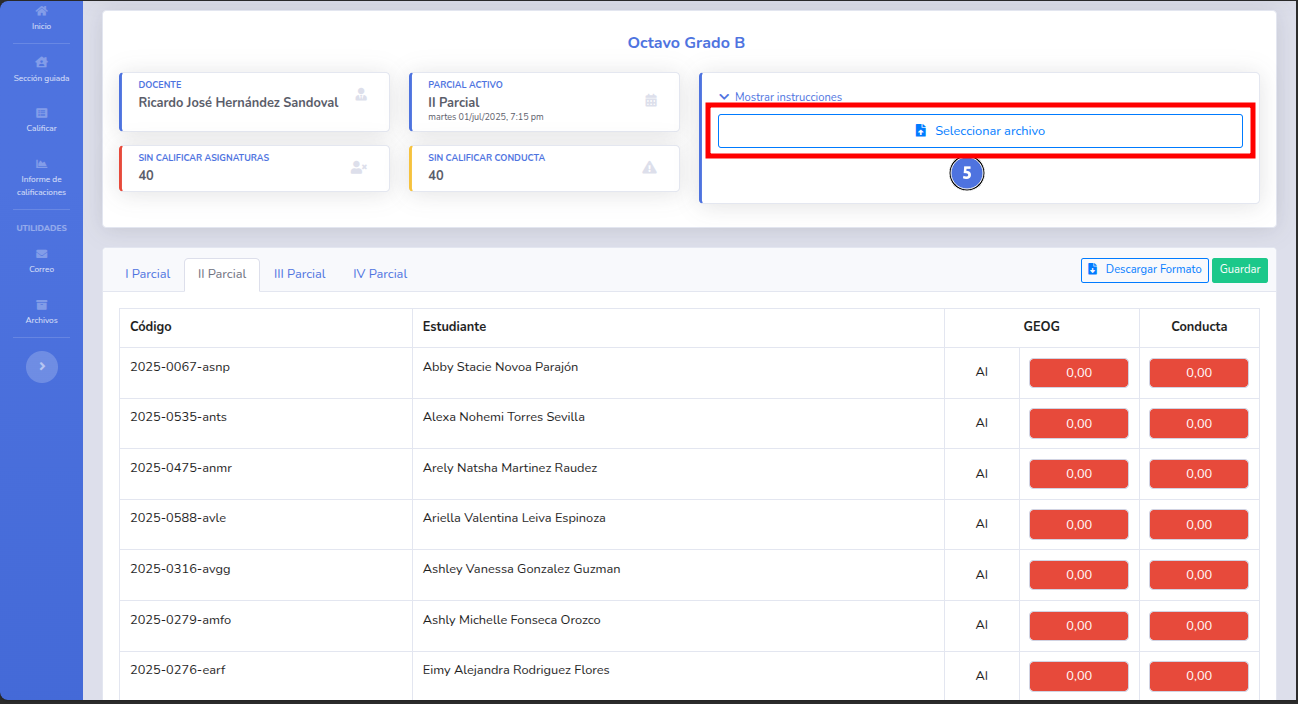 Inicio
Sección guiada
Calificar
Informe de
calificaciones
UTILIDADES
Correo
Archivos
Octavo Grado B
DOCENTE
Ricardo José Hernández Sandoval
PARCIAL ACTIVO
II Parcial
martes 01/jul/2025, 7:15 pm
SIN CALIFICAR ASIGNATURAS
40
SIN CALIFICAR CONDUCTA
40
Mostrar instrucciones
Seleccionar archivo
5
I Parcial II Parcial III Parcial IV Parcial Descargar Formato Guardar
Código Estudiante GEOG Conducta
2025-0067-asnp Abby Stacie Novoa Parajón AI 0,00 0,00
2025-0535-ants Alexa Nohemi Torres Sevilla AI 0,00 0,00
2025-0475-anmr Arely Natsha Martinez Raudez AI 0,00 0,00
2025-0588-avle Ariella Valentina Leiva Espinoza AI 0,00 0,00
2025-0316-avgg Ashley Vanessa Gonzalez Guzman AI 0,00 0,00
2025-0279-amfo Ashly Michelle Fonseca Orozco AI 0,00 0,00
2025-0276-earf Eimy Alejandra Rodriguez Flores AI 0,00 0,00